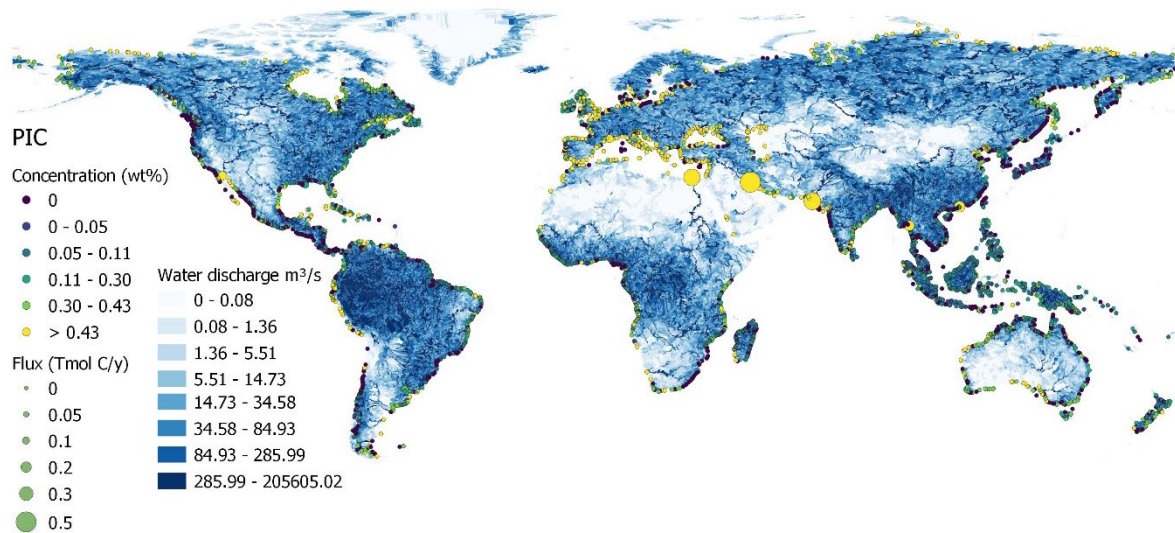 PIC
Concentration (wt%)
0
0 - 0.05
0.05 - 0.11
0.11 - 0.30
0.30 - 0.43
> 0.43
Flux (Tmol C/y)
0
0.05
0.1
0.2
0.3
0.5
Water discharge m³/s
0 - 0.08
0.08 - 1.36
1.36 - 5.51
5.51 - 14.73
14.73 - 34.58
34.58 - 84.93
84.93 - 285.99
285.99 - 205605.02